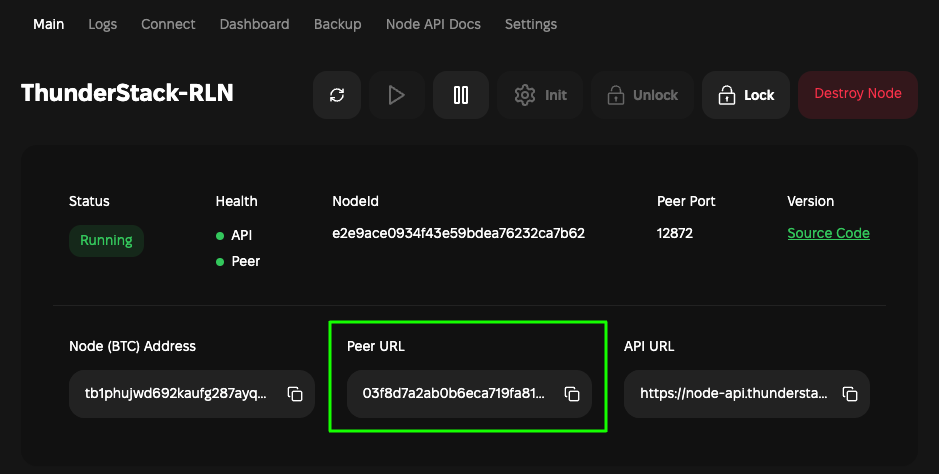 Main Logs Connect Dashboard Backup Node API Docs Settings
ThunderStack-RLN
Init Unlock Lock Destroy Node
Status Health NodeId Peer Port Version
Running API e2e9ace0934f43e59bdea76232ca7b62 12872 Source Code
Peer
Node (BTC) Address Peer URL API URL
tb1phujwd692kaufg287ayq... 03f8d7a2ab0b6eca719fa81... https://node-api.thundersta...